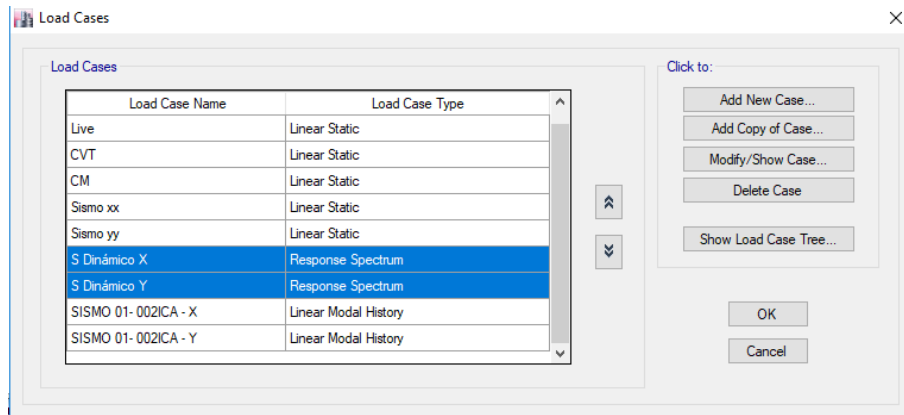 Load Cases
Load Cases
Click to:
Load Case Name Load Case Type
Live Linear Static
CVT Linear Static
CM Linear Static
Sismo xx Linear Static
Sismo yy Linear Static
S Dinámico X Response Spectrum
S Dinámico Y Response Spectrum
SISMO 01- 002ICA - X Linear Modal History
SISMO 01- 002ICA - Y Linear Modal History
Add New Case...
Add Copy of Case...
Modify/Show Case...
Delete Case
Show Load Case Tree...
OK
Cancel